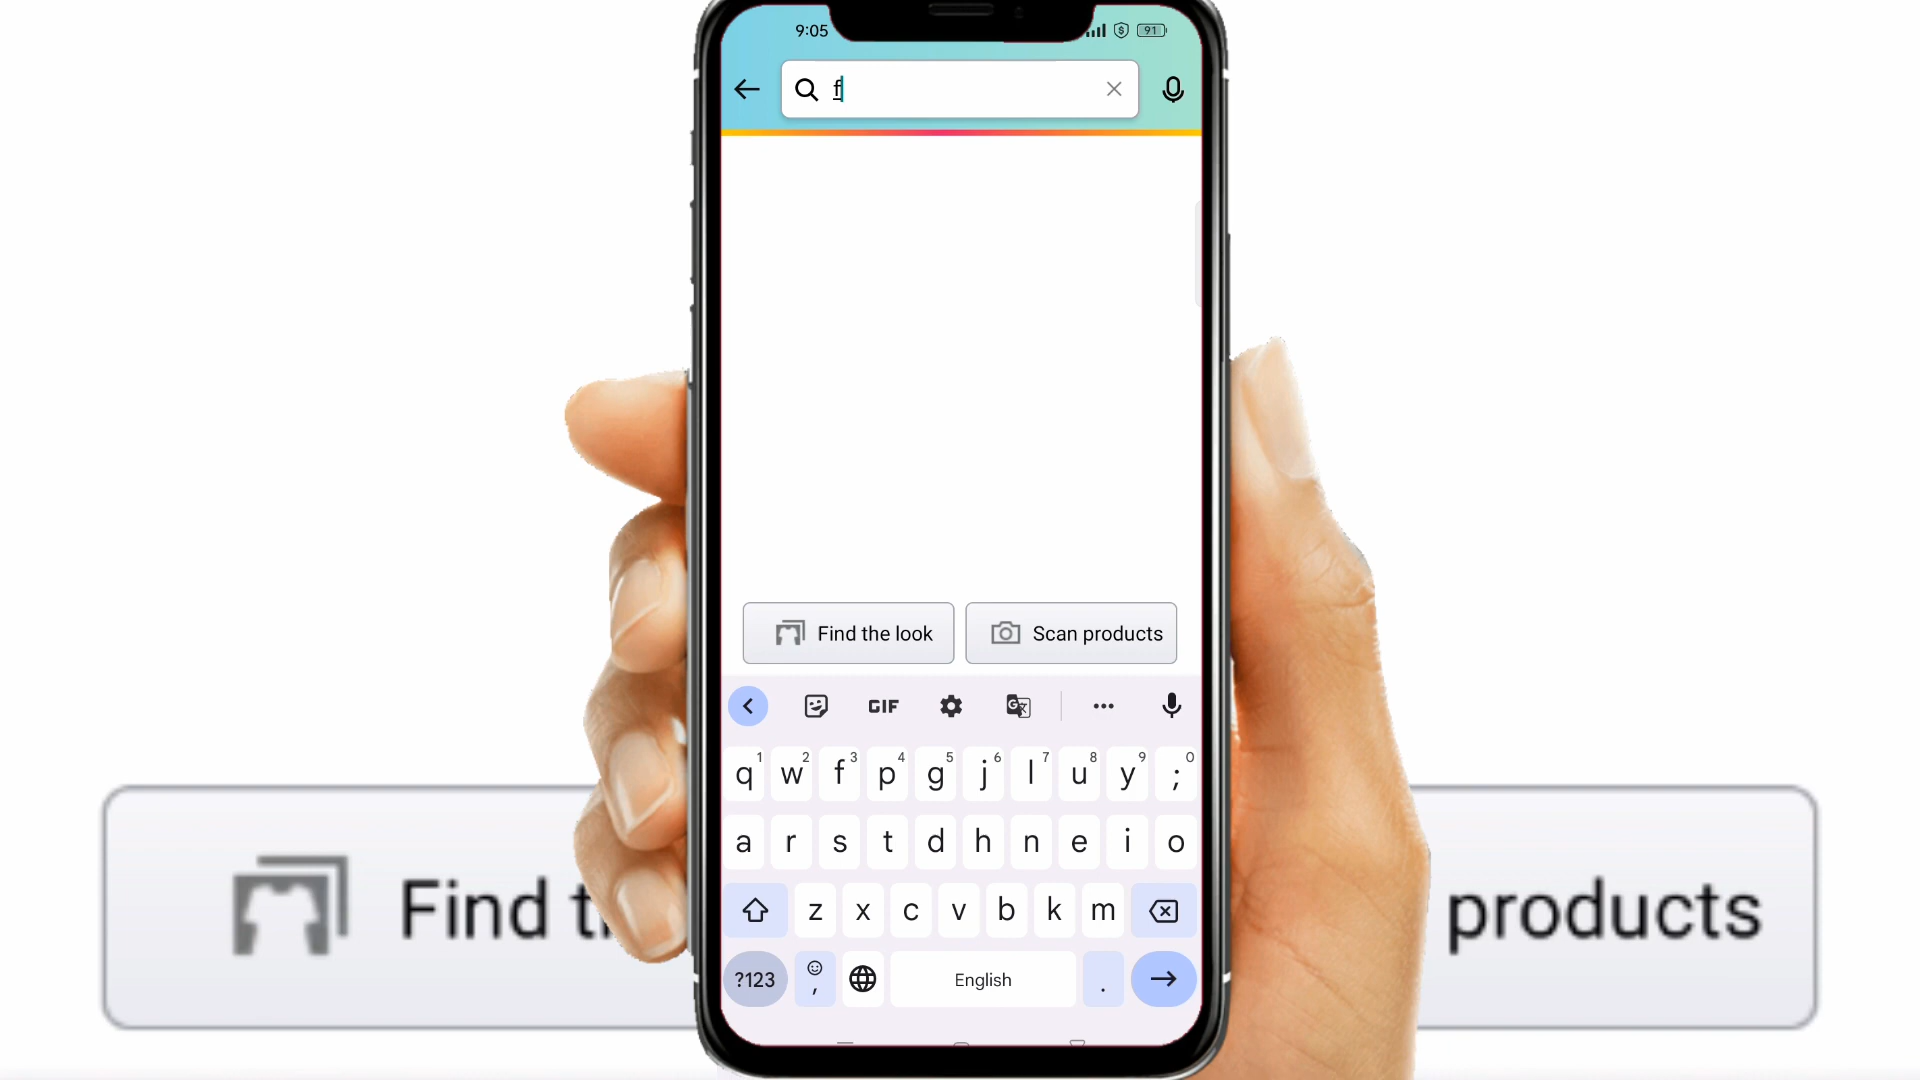 9:05
91
f
Find the look
Scan products
GIF
q1 w2 f3 p4 g5 j6 l7 u8 y9 ;0
a r s t d h n e i o
z x c v b k m
?123 , English .
Find
products